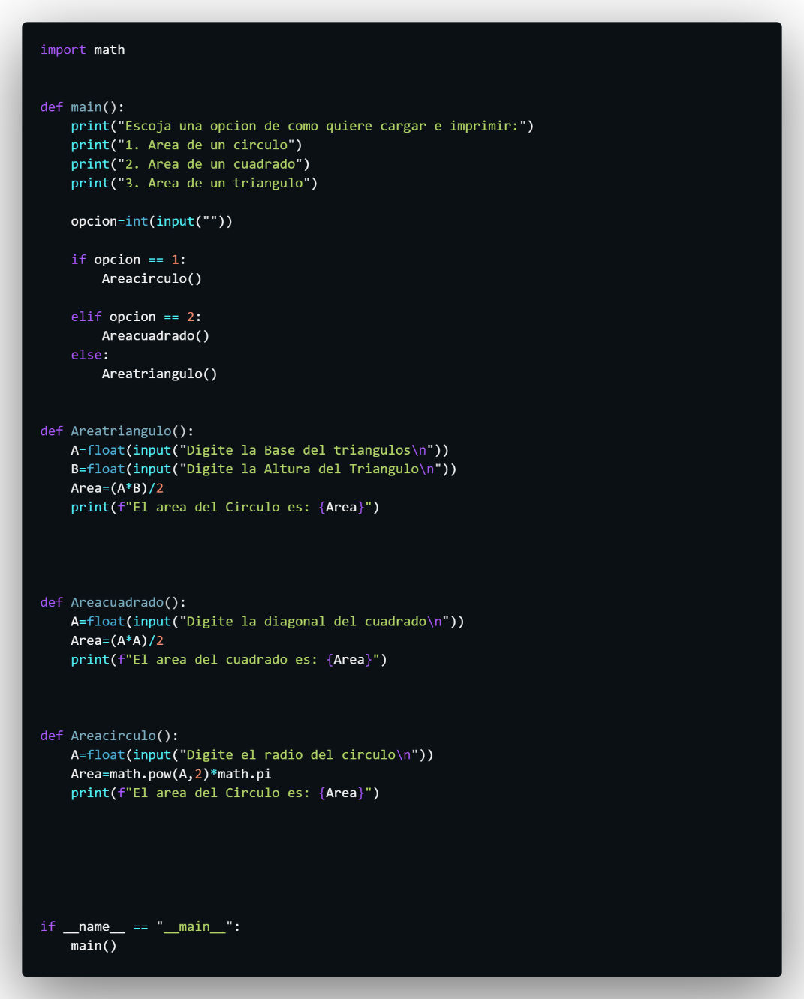 import math
def main():
    print("Escoja una opcion de como quiere cargar e imprimir:")
    print("1. Area de un circulo")
    print("2. Area de un cuadrado")
    print("3. Area de un triangulo")
    opcion=int(input(""))
    if opcion == 1:
        Areacirculo()
    elif opcion == 2:
        Areacuadrado()
    else:
        Areatriangulo()
def Areatriangulo():
    A=float(input("Digite la Base del triangulos\n"))
    B=float(input("Digite la Altura del Triangulo\n"))
    Area=(A*B)/2
    print(f"El area del Circulo es: {Area}")
def Areacuadrado():
    A=float(input("Digite la diagonal del cuadrado\n"))
    Area=(A*A)/2
    print(f"El area del cuadrado es: {Area}")
def Areacirculo():
    A=float(input("Digite el radio del circulo\n"))
    Area=math.pow(A,2)*math.pi
    print(f"El area del Circulo es: {Area}")
if __name__ == "__main__":
    main()